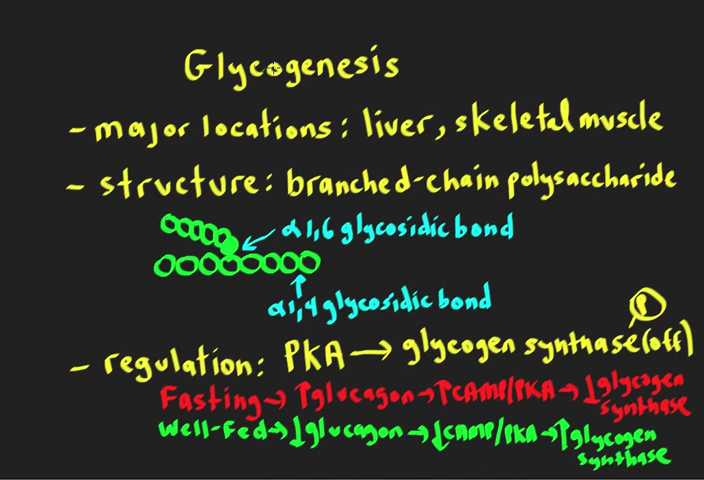 Glycogenesis
- major locations: liver, skeletal muscle
- structure: branched-chain polysaccharide
α1,6 glycosidic bond
α1,4 glycosidic bond
P
- regulation: PKA → glycogen synthase (off)
Fasting → ↑glucagon → ↑cAMP/PKA → ↓glycogen
synthase
Well-Fed → ↓glucagon → ↓cAMP/PKA → ↑glycogen
synthase